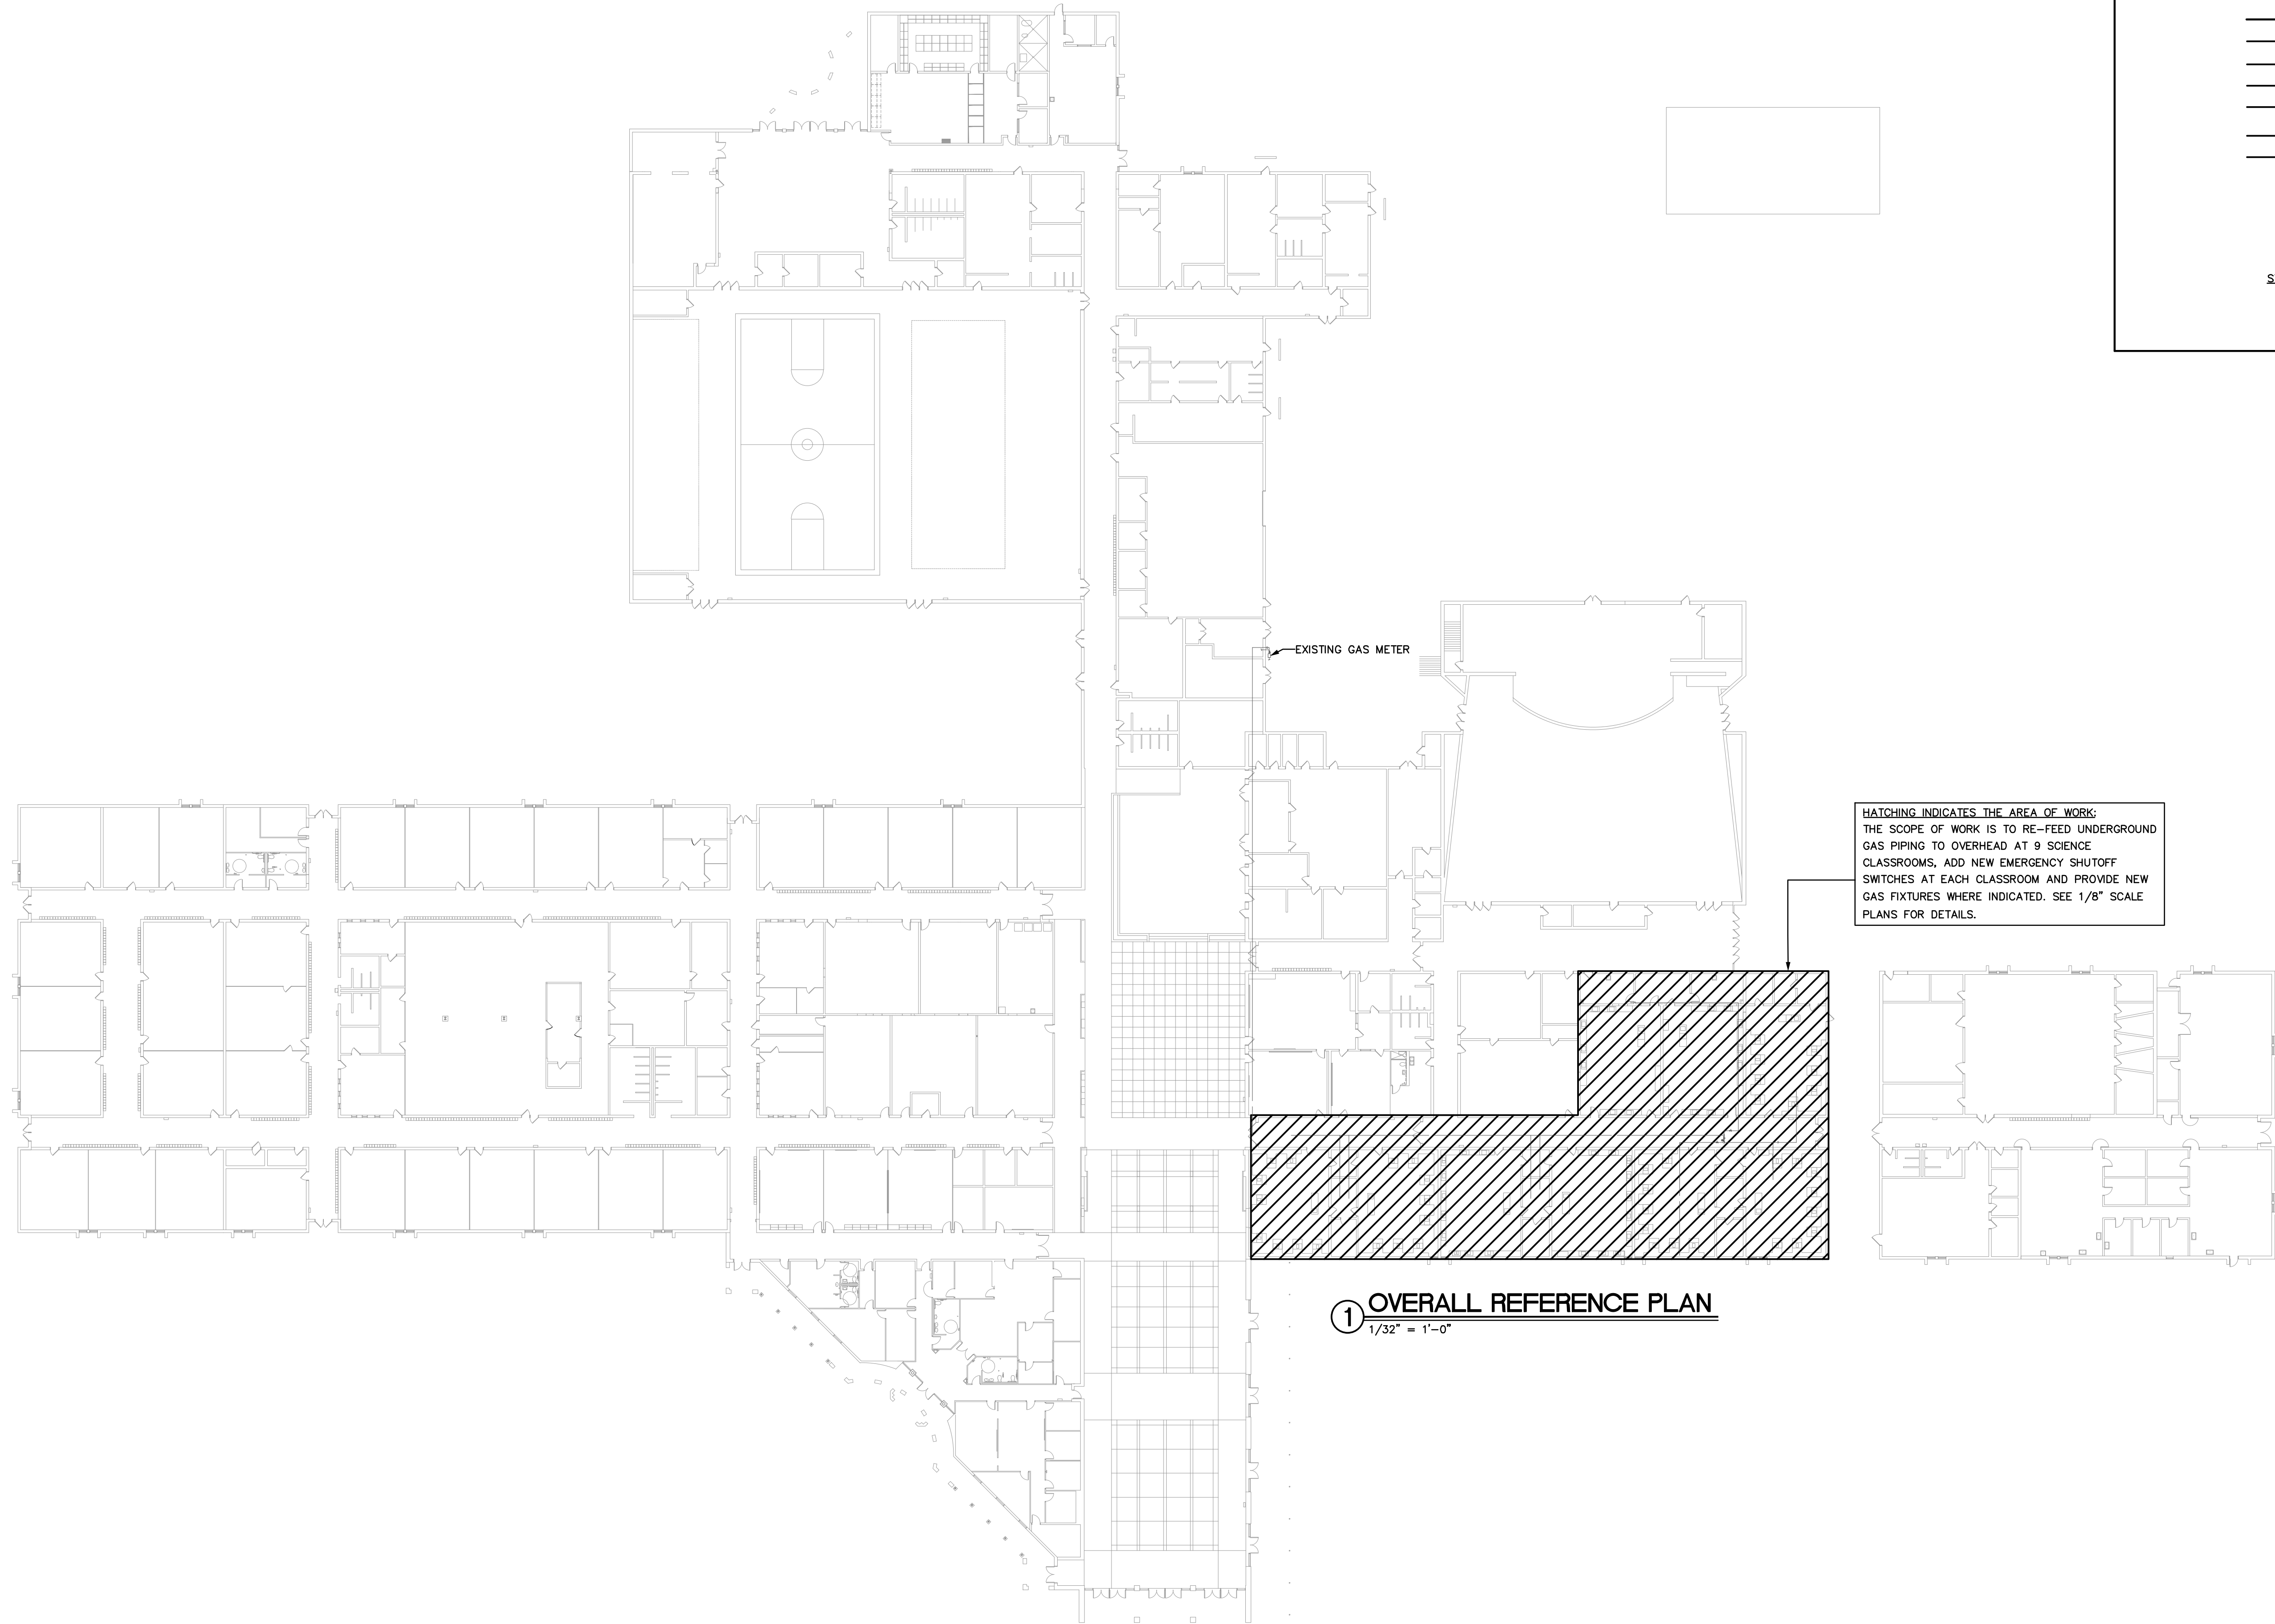 S
EXISTING GAS METER
HATCHING INDICATES THE AREA OF WORK:
THE SCOPE OF WORK IS TO RE-FEED UNDERGROUND
GAS PIPING TO OVERHEAD AT 9 SCIENCE
CLASSROOMS, ADD NEW EMERGENCY SHUTOFF
SWITCHES AT EACH CLASSROOM AND PROVIDE NEW
GAS FIXTURES WHERE INDICATED. SEE 1/8" SCALE
PLANS FOR DETAILS.
1 OVERALL REFERENCE PLAN
1/32" = 1'-0"